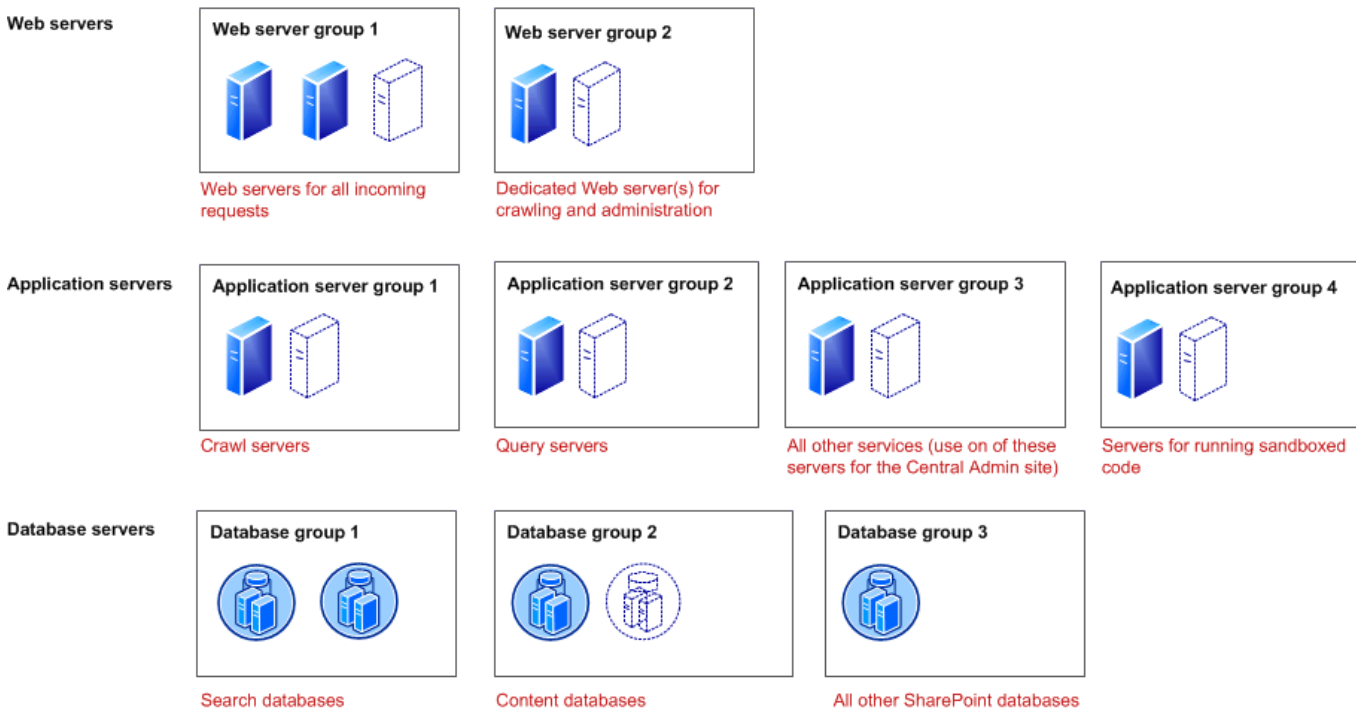 Web servers
Web server group 1
Web server group 2
Web servers for all incoming
requests
Dedicated Web server(s) for
crawling and administration
Application servers
Application server group 1
Application server group 2
Application server group 3
Application server group 4
Crawl servers
Query servers
All other services (use on of these
servers for the Central Admin site)
Servers for running sandboxed
code
Database servers
Database group 1
Database group 2
Database group 3
Search databases
Content databases
All other SharePoint databases